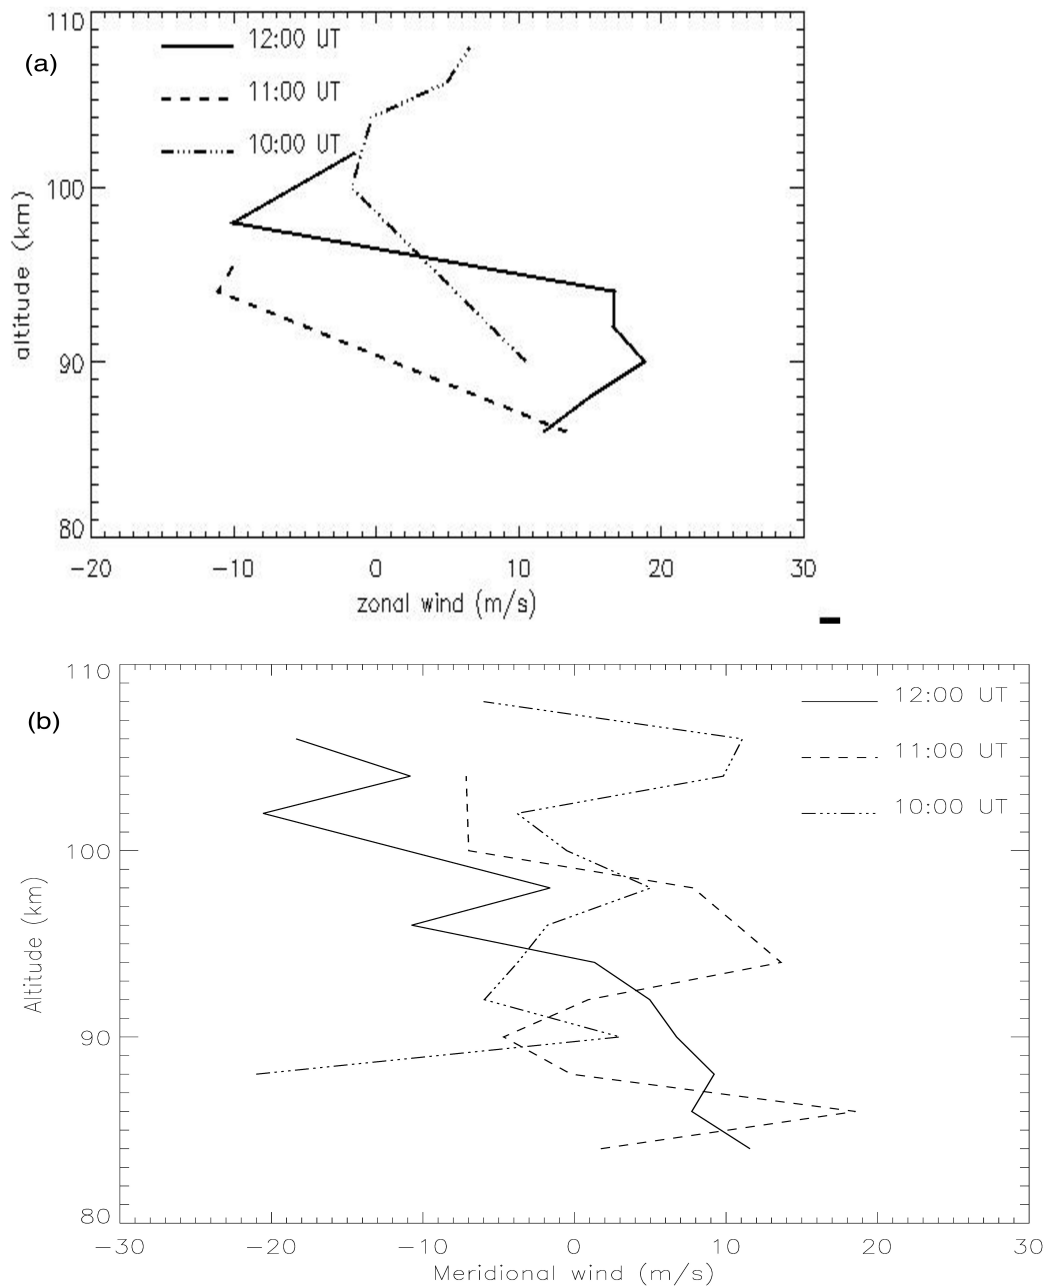 110
(a)
12:00 UT
11:00 UT
10:00 UT
100
90
80
altitude (km)
−20 −10 0 10 20 30
zonal wind (m/s)
110
(b)
12:00 UT
11:00 UT
10:00 UT
100
90
80
Altitude (km)
−30 −20 −10 0 10 20 30
Meridional wind (m/s)